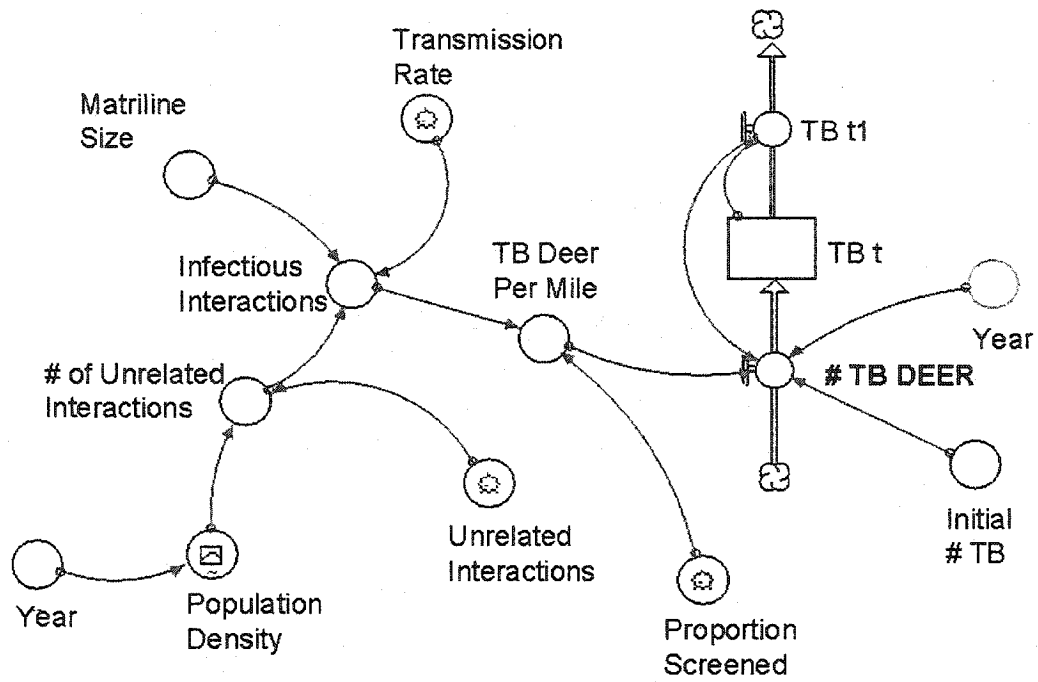 Transmission
Rate
Matriline
Size
TB t1
TB t
Infectious
Interactions
TB Deer
Per Mile
Year
# of Unrelated
Interactions
# TB DEER
Unrelated
Interactions
Initial
# TB
Year
Population
Density
Proportion
Screened